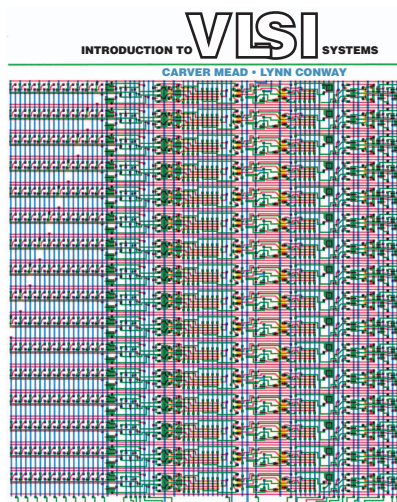 INTRODUCTION TO VLSI SYSTEMS
CARVER MEAD • LYNN CONWAY